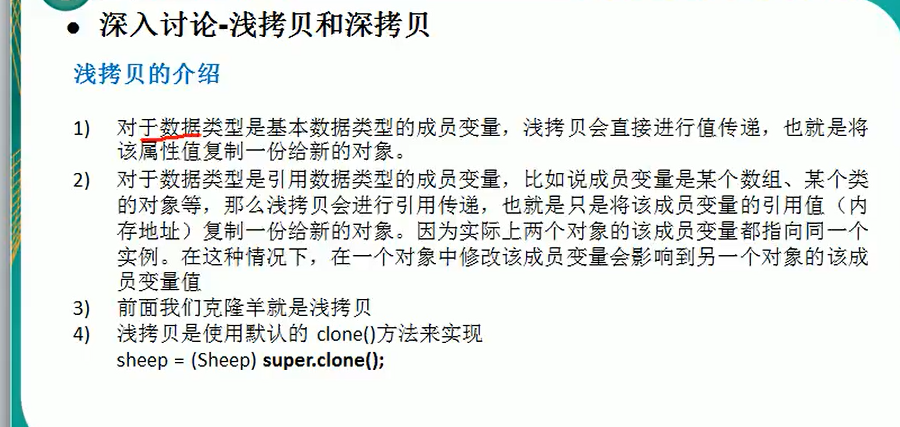 ● 深入讨论-浅拷贝和深拷贝
浅拷贝的介绍
1) 对于数据类型是基本数据类型的成员变量，浅拷贝会直接进行值传递，也就是将
该属性值复制一份给新的对象。
2) 对于数据类型是引用数据类型的成员变量，比如说成员变量是某个数组、某个类
的对象等，那么浅拷贝会进行引用传递，也就是只是将该成员变量的引用值（内
存地址）复制一份给新的对象。因为实际上两个对象的该成员变量都指向同一个
实例。在这种情况下，在一个对象中修改该成员变量会影响到另一个对象的该成
员变量值
3) 前面我们克隆羊就是浅拷贝
4) 浅拷贝是使用默认的 clone()方法来实现
sheep = (Sheep) super.clone();